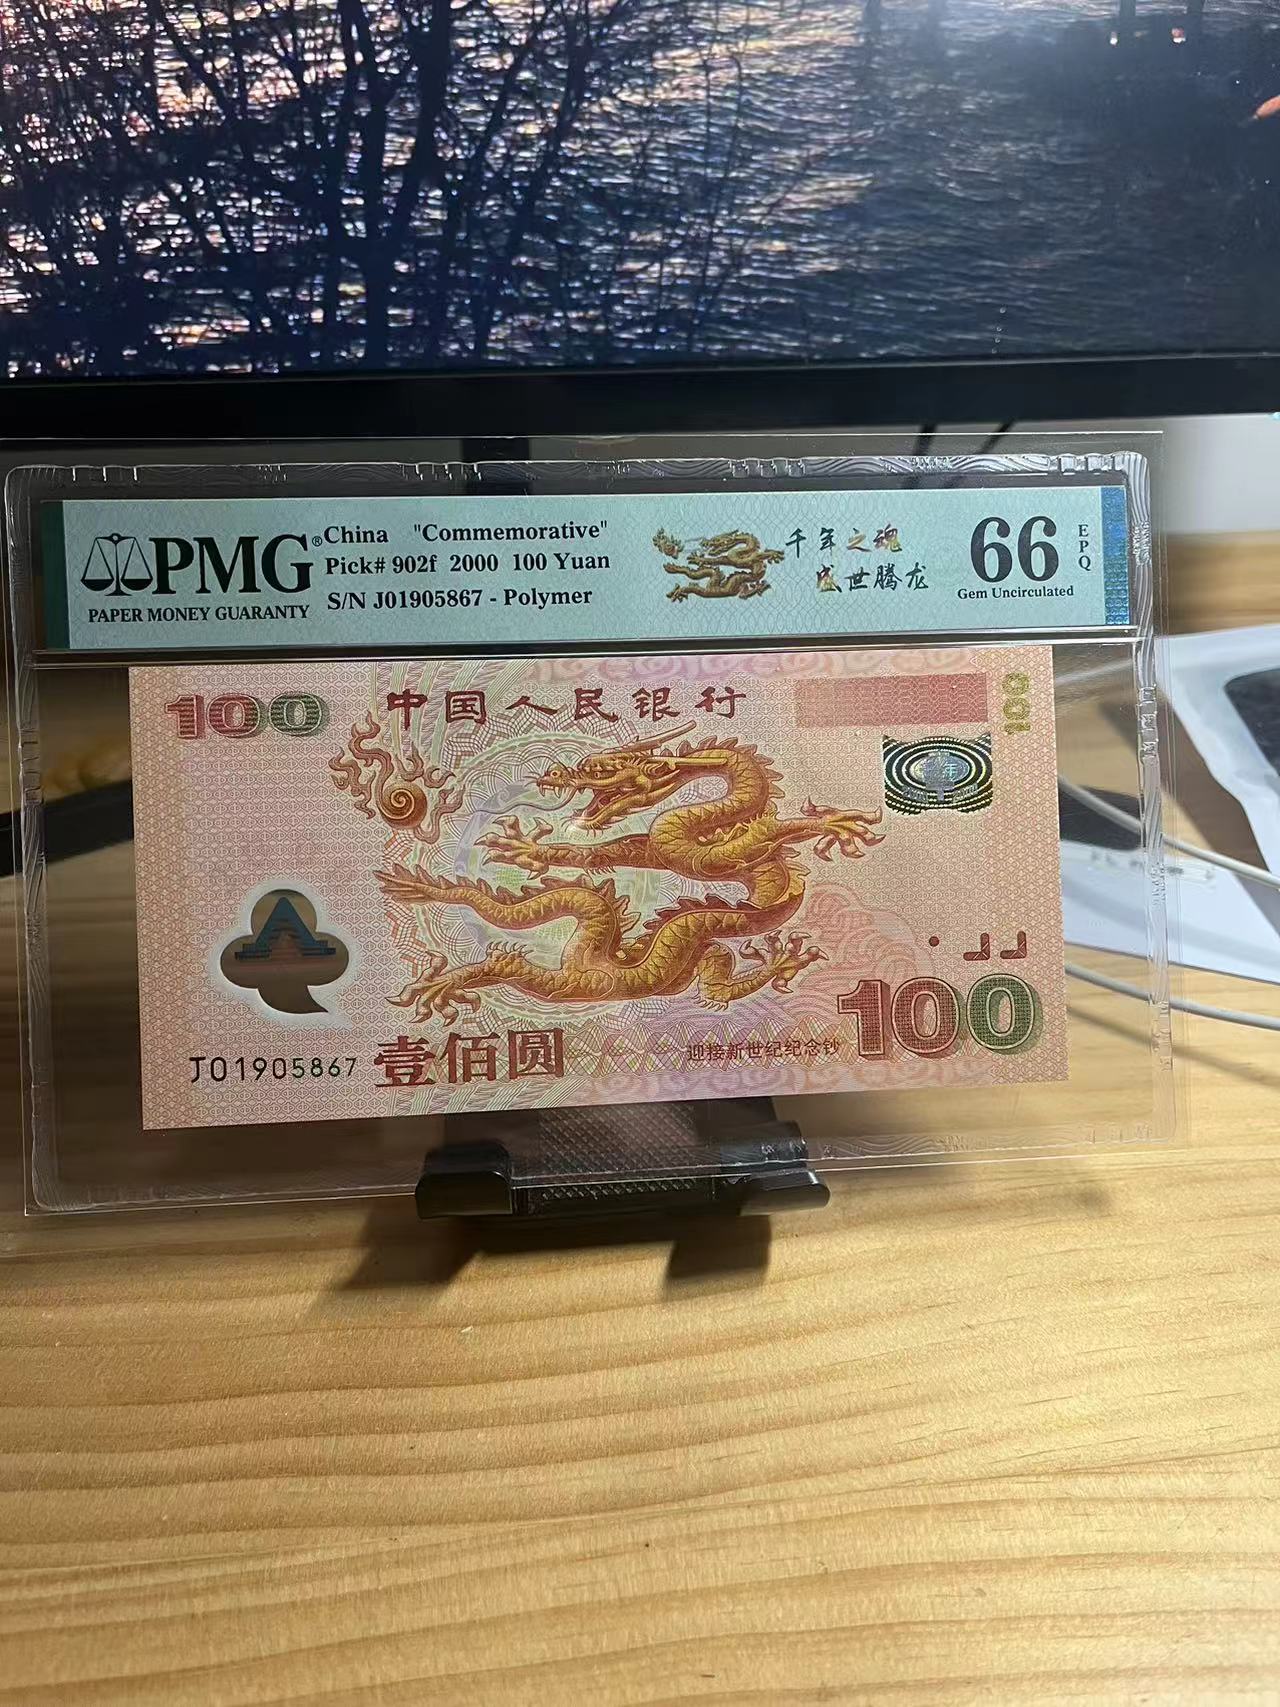 PMG®
PAPER MONEY GUARANTY
China "Commemorative"
Pick# 902f 2000 100 Yuan
S/N J01905867 - Polymer
千年之魂
盛世腾龙
66
EPQ
Gem Uncirculated
100
中国人民银行
100
J01905867
壹佰圆
迎接新世纪纪念钞
100